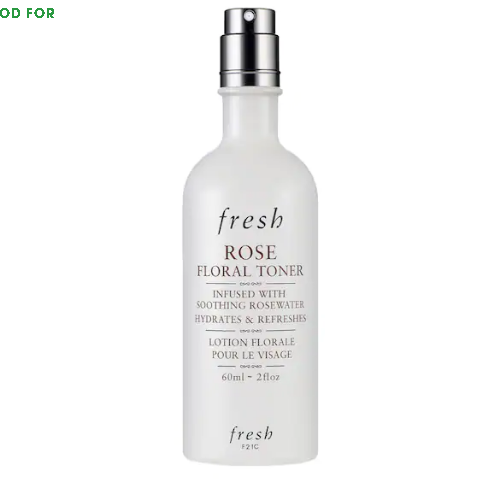 OD FOR
fresh
ROSE
FLORAL TONER
INFUSED WITH
SOOTHING ROSEWATER
HYDRATES & REFRESHES
LOTION FLORALE
POUR LE VISAGE
60ml - 2floz
fresh
F21C